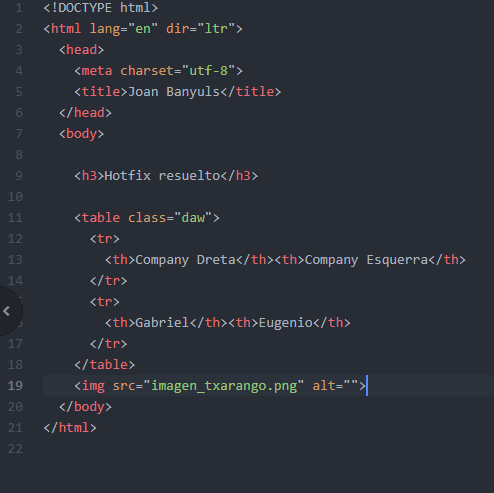 1 <!DOCTYPE html>
2 <html lang="en" dir="ltr">
3   <head>
4     <meta charset="utf-8">
5     <title>Joan Banyuls</title>
6   </head>
7   <body>
8
9     <h3>Hotfix resuelto</h3>
10
11     <table class="daw">
12       <tr>
13         <th>Company Dreta</th><th>Company Esquerra</th>
14       </tr>
<tr>
<th>Gabriel</th><th>Eugenio</th>
17       </tr>
18     </table>
19     <img src="imagen_txarango.png" alt="">
20   </body>
21 </html>
22